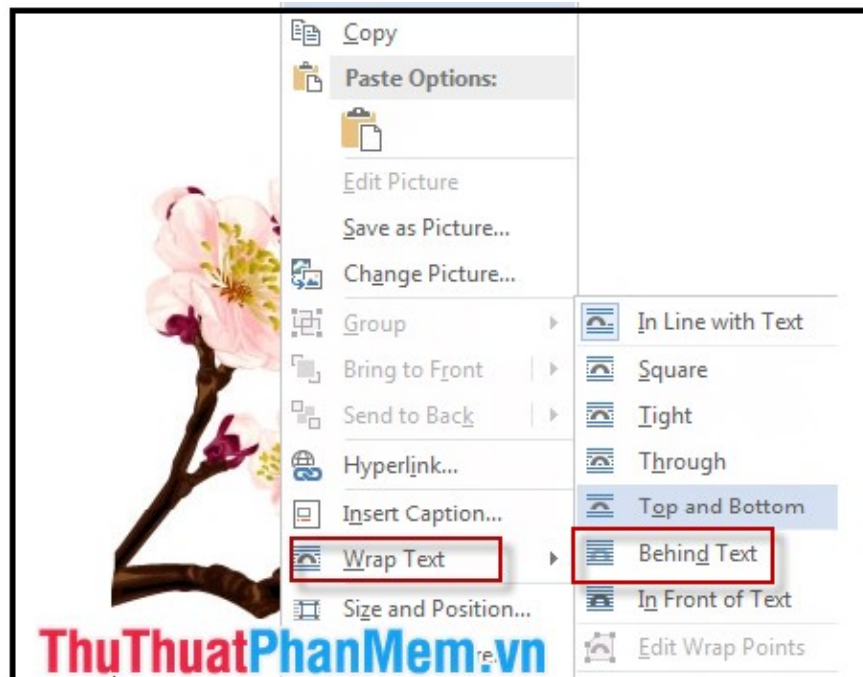 Copy
Paste Options:
Edit Picture
Save as Picture...
Change Picture...
Group
Bring to Front
Send to Back
Hyperlink...
Insert Caption...
Wrap Text
Size and Position...
In Line with Text
Square
Tight
Through
Top and Bottom
Behind Text
In Front of Text
Edit Wrap Points
ThuThuatPhanMem.vn